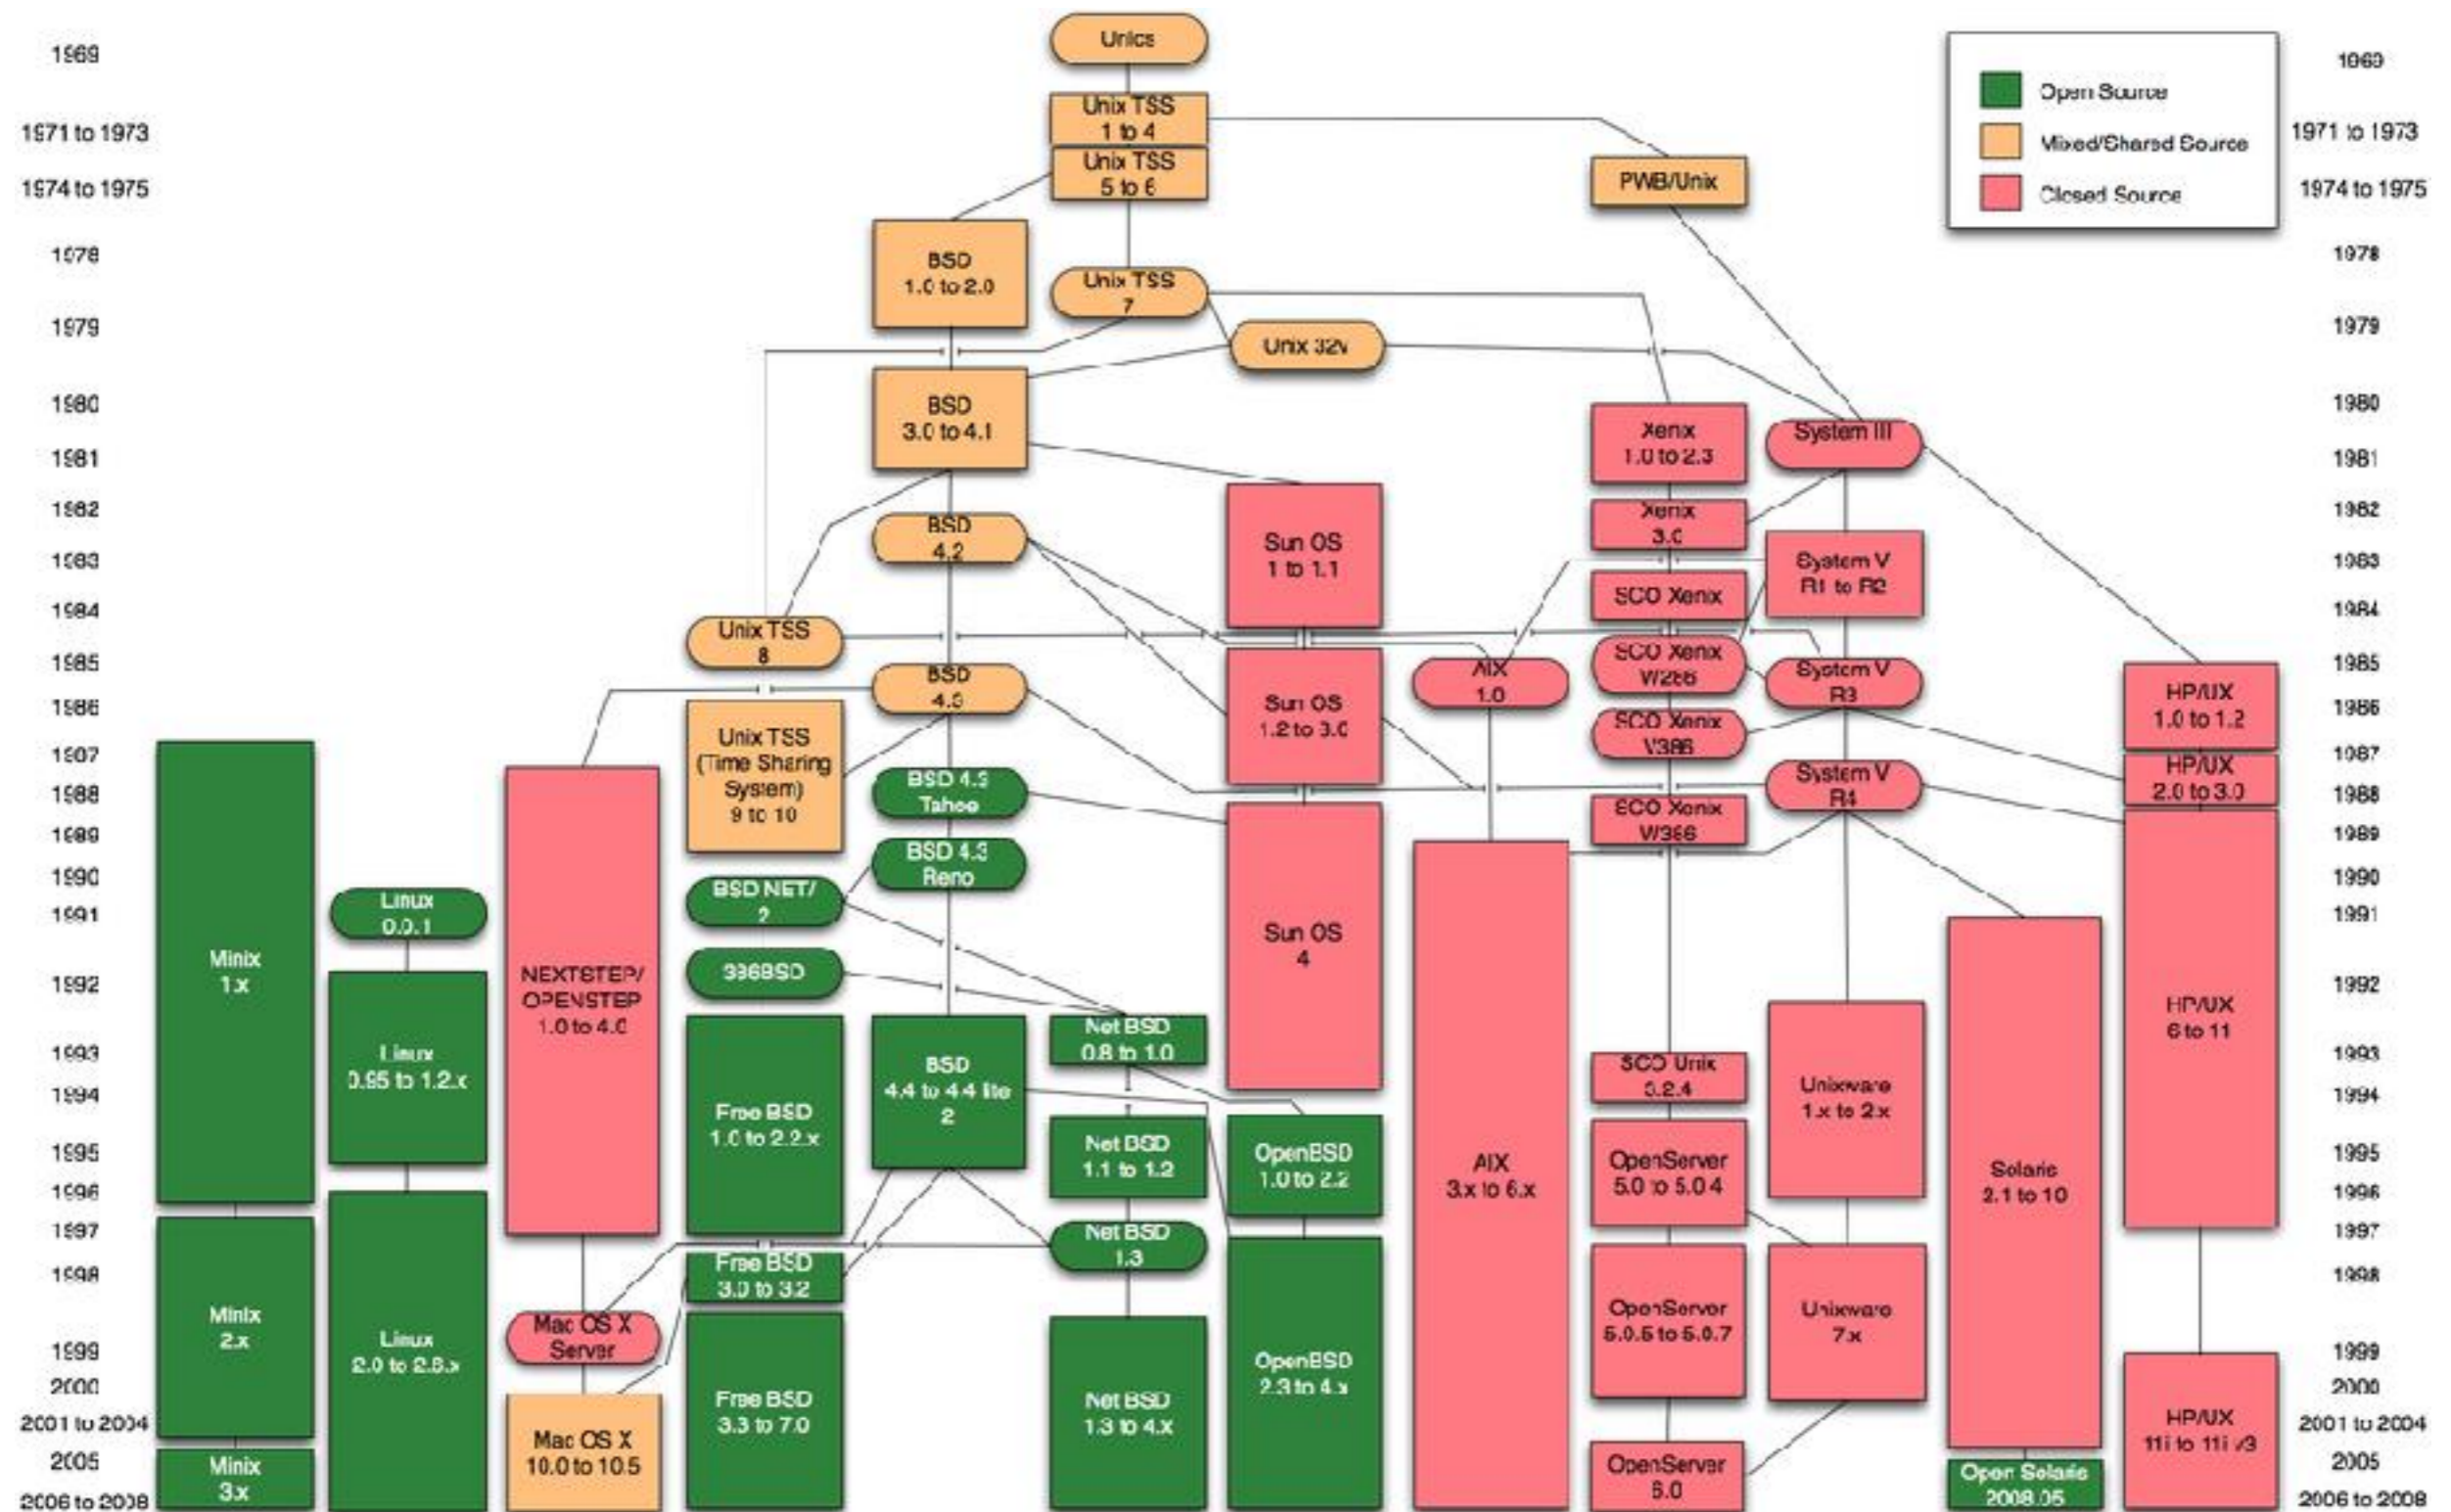 1969
1971 to 1973
1974 to 1975
1978
1979
1980
1981
1982
1983
1984
1985
1986
1987
1988
1989
1990
1991
1992
1993
1994
1995
1996
1997
1998
1999
2000
2001 to 2004
2005
2006 to 2008
Unics
Unix TSS
1 to 4
Unix TSS
5 to 6
PWB/Unix
BSD
1.0 to 2.0
Unix TSS
7
Unix 32V
BSD
3.0 to 4.1
Xenix
1.0 to 2.3
System III
Xenix
3.0
BSD
4.2
Sun OS
1 to 1.1
System V
R1 to R2
SCO Xenix
Unix TSS
8
SCO Xenix
W286
BSD
4.3
Sun OS
1.2 to 3.0
AIX
1.0
System V
R3
HP/UX
1.0 to 1.2
SCO Xenix
V386
Unix TSS
(Time Sharing
System)
9 to 10
BSD 4.3
Tahoe
System V
R4
HP/UX
2.0 to 3.0
SCO Xenix
W386
BSD 4.3
Reno
BSD NET/
2
Linux
0.0.1
Minix
1.x
386BSD
NEXTSTEP/
OPENSTEP
1.0 to 4.0
Sun OS
4
HP/UX
6 to 11
Linux
0.95 to 1.2.x
Net BSD
0.8 to 1.0
BSD
4.4 to 4.4 lite
2
SCO Unix
3.2.4
Unixware
1.x to 2.x
Free BSD
1.0 to 2.2.x
Net BSD
1.1 to 1.2
OpenBSD
1.0 to 2.2
AIX
3.x to 6.x
OpenServer
5.0 to 5.0.4
Solaris
2.1 to 10
Net BSD
1.3
Free BSD
3.0 to 3.2
Minix
2.x
Linux
2.0 to 2.6.x
Mac OS X
Server
OpenServer
5.0.5 to 5.0.7
Unixware
7.x
OpenBSD
2.3 to 4.x
Free BSD
3.3 to 7.0
Net BSD
1.3 to 4.x
Mac OS X
10.0 to 10.5
Minix
3.x
OpenServer
6.0
Open Solaris
2008.05
HP/UX
11i to 11i v3
Open Source
Mixed/Shared Source
Closed Source
1969
1971 to 1973
1974 to 1975
1978
1979
1980
1981
1982
1983
1984
1985
1986
1987
1988
1989
1990
1991
1992
1993
1994
1995
1996
1997
1998
1999
2000
2001 to 2004
2005
2006 to 2008